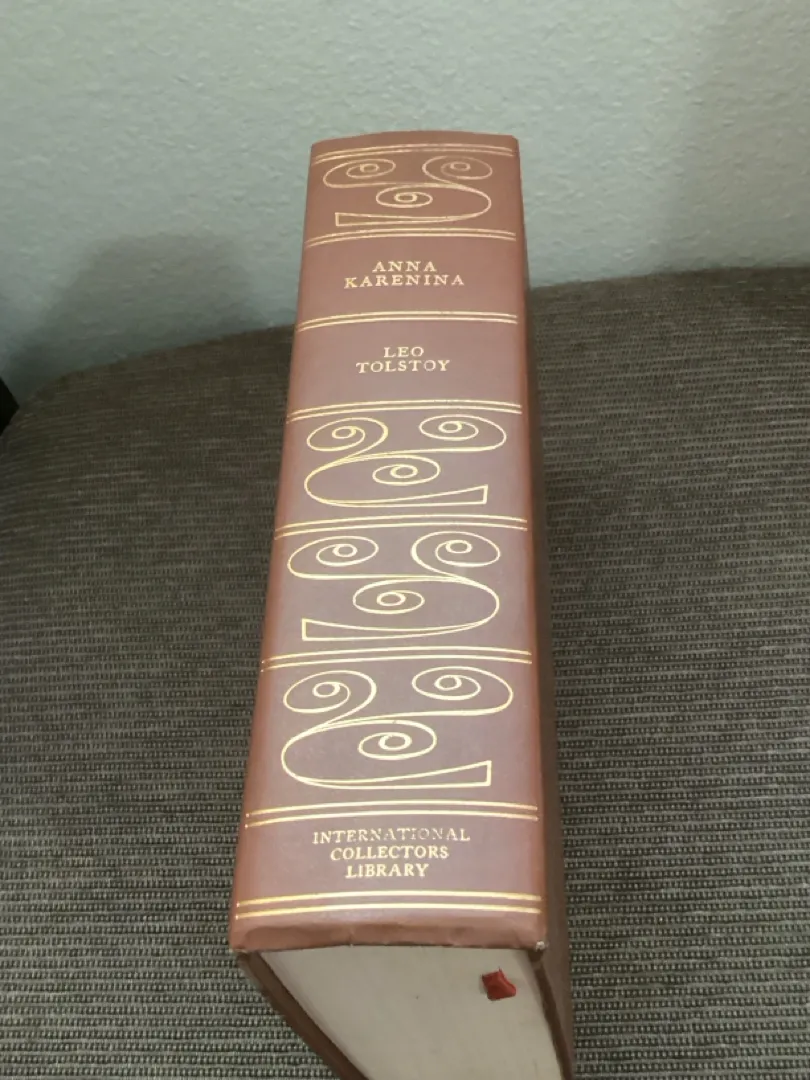 ANNA
KARENINA
LEO
TOLSTOY
INTERNATIONAL
COLLECTORS
LIBRARY